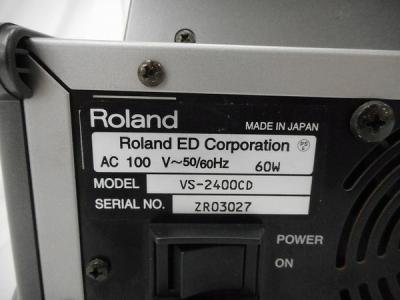 Roland
MADE IN JAPAN
Roland ED Corporation
AC 100 V~50/60Hz 60W
MODEL VS-2400CD
SERIAL NO. ZR03027
POWER
ON